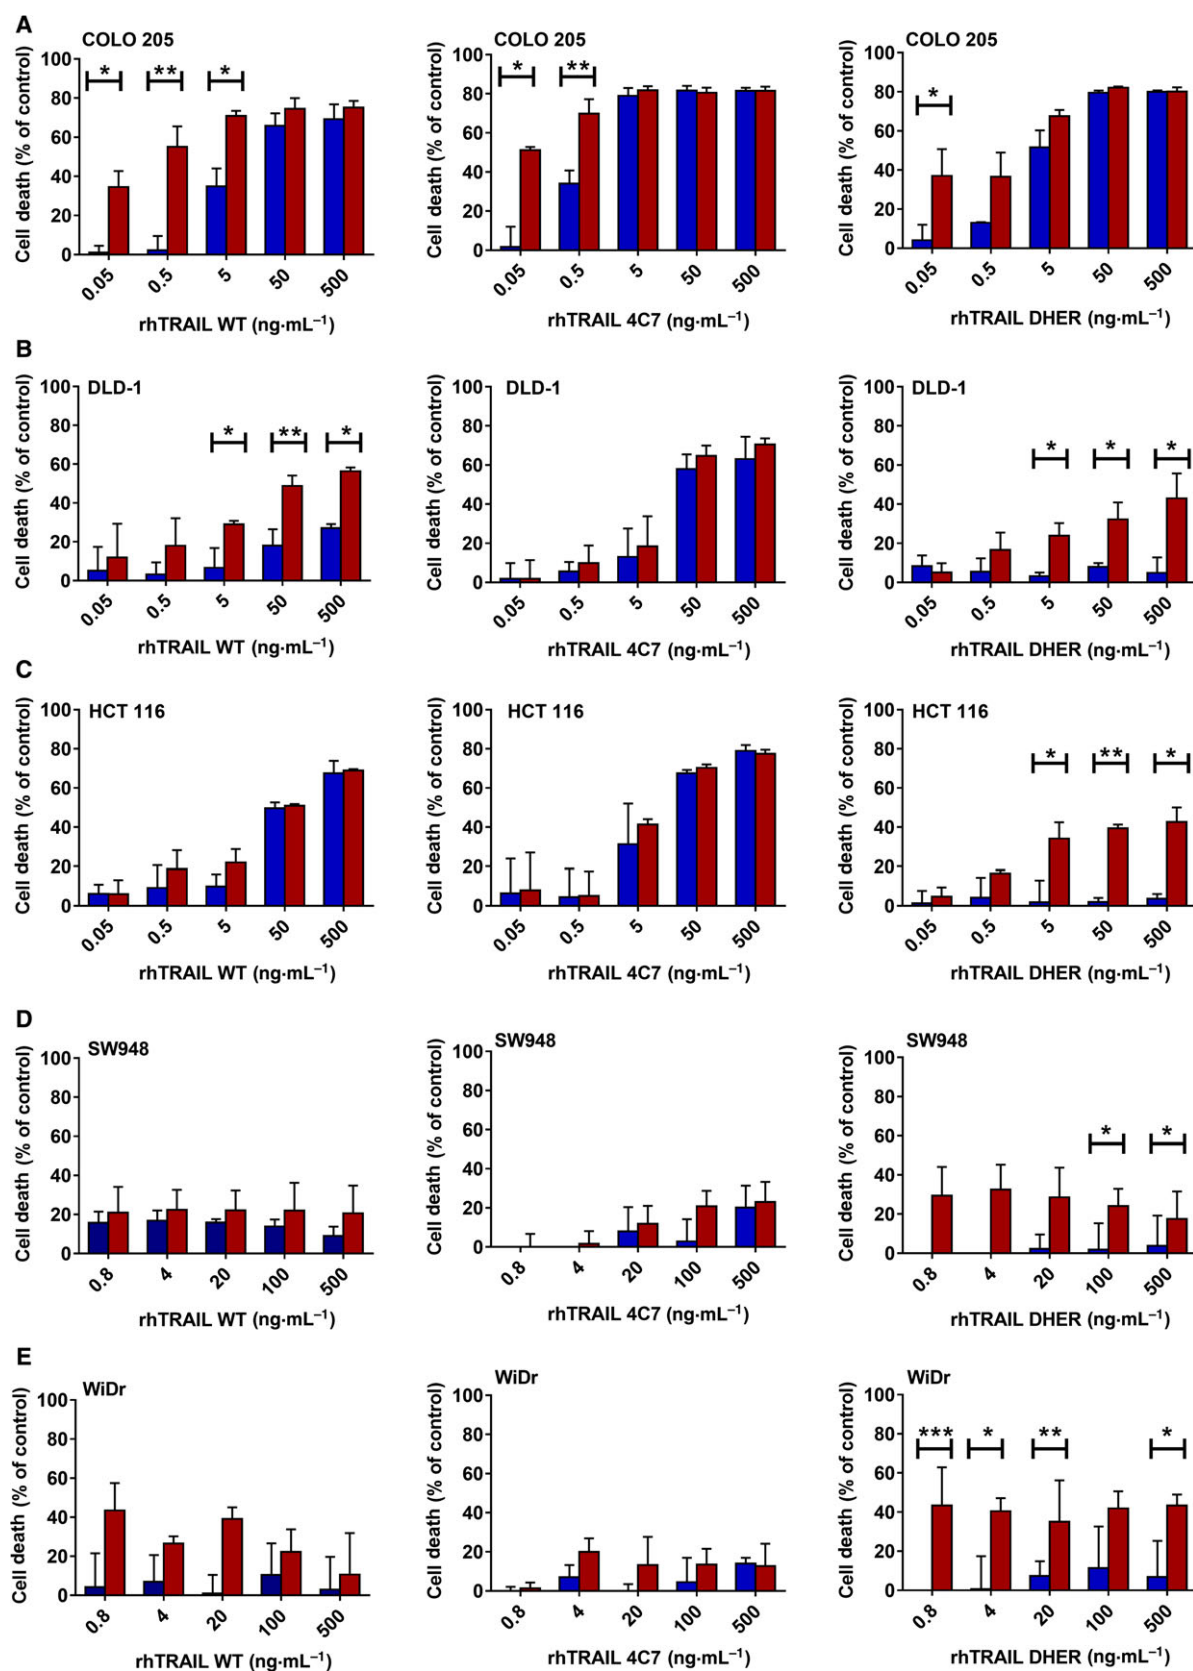 A
COLO 205
COLO 205
COLO 205
Cell death (% of control)
100
80
60
40
20
0
* ** *
0.05 0.5 5 50 500
rhTRAIL WT (ng·mL⁻¹)
Cell death (% of control)
100
80
60
40
20
0
* **
0.05 0.5 5 50 500
rhTRAIL 4C7 (ng·mL⁻¹)
Cell death (% of control)
100
80
60
40
20
0
*
0.05 0.5 5 50 500
rhTRAIL DHER (ng·mL⁻¹)
B
DLD-1
DLD-1
DLD-1
Cell death (% of control)
100
80
60
40
20
0
* ** *
0.05 0.5 5 50 500
rhTRAIL WT (ng·mL⁻¹)
Cell death (% of control)
100
80
60
40
20
0
0.05 0.5 5 50 500
rhTRAIL 4C7 (ng·mL⁻¹)
Cell death (% of control)
100
80
60
40
20
0
* * *
0.05 0.5 5 50 500
rhTRAIL DHER (ng·mL⁻¹)
C
HCT 116
HCT 116
HCT 116
Cell death (% of control)
100
80
60
40
20
0
0.05 0.5 5 50 500
rhTRAIL WT (ng·mL⁻¹)
Cell death (% of control)
100
80
60
40
20
0
0.05 0.5 5 50 500
rhTRAIL 4C7 (ng·mL⁻¹)
Cell death (% of control)
100
80
60
40
20
0
* ** *
0.05 0.5 5 50 500
rhTRAIL DHER (ng·mL⁻¹)
D
SW948
SW948
SW948
Cell death (% of control)
100
80
60
40
20
0
0.8 4 20 100 500
rhTRAIL WT (ng·mL⁻¹)
Cell death (% of control)
100
80
60
40
20
0
0.8 4 20 100 500
rhTRAIL 4C7 (ng·mL⁻¹)
Cell death (% of control)
100
80
60
40
20
0
* *
0.8 4 20 100 500
rhTRAIL DHER (ng·mL⁻¹)
E
WiDr
WiDr
WiDr
Cell death (% of control)
100
80
60
40
20
0
0.8 4 20 100 500
rhTRAIL WT (ng·mL⁻¹)
Cell death (% of control)
100
80
60
40
20
0
0.8 4 20 100 500
rhTRAIL 4C7 (ng·mL⁻¹)
Cell death (% of control)
100
80
60
40
20
0
*** * ** *
0.8 4 20 100 500
rhTRAIL DHER (ng·mL⁻¹)